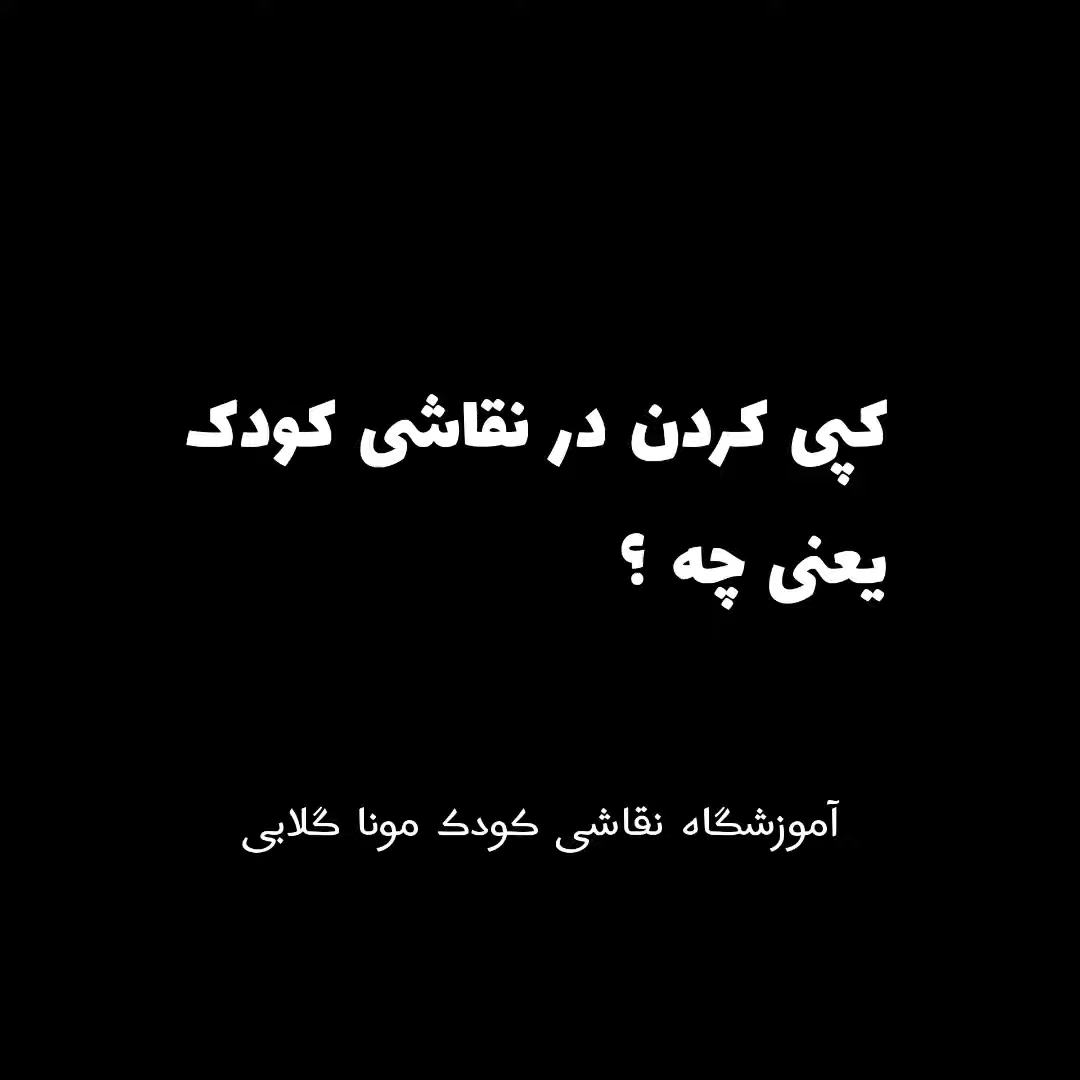 کپی کردن در نقاشی کودک
یعنی چه ؟
آموزشگاه نقاشی کودک مونا گلابی